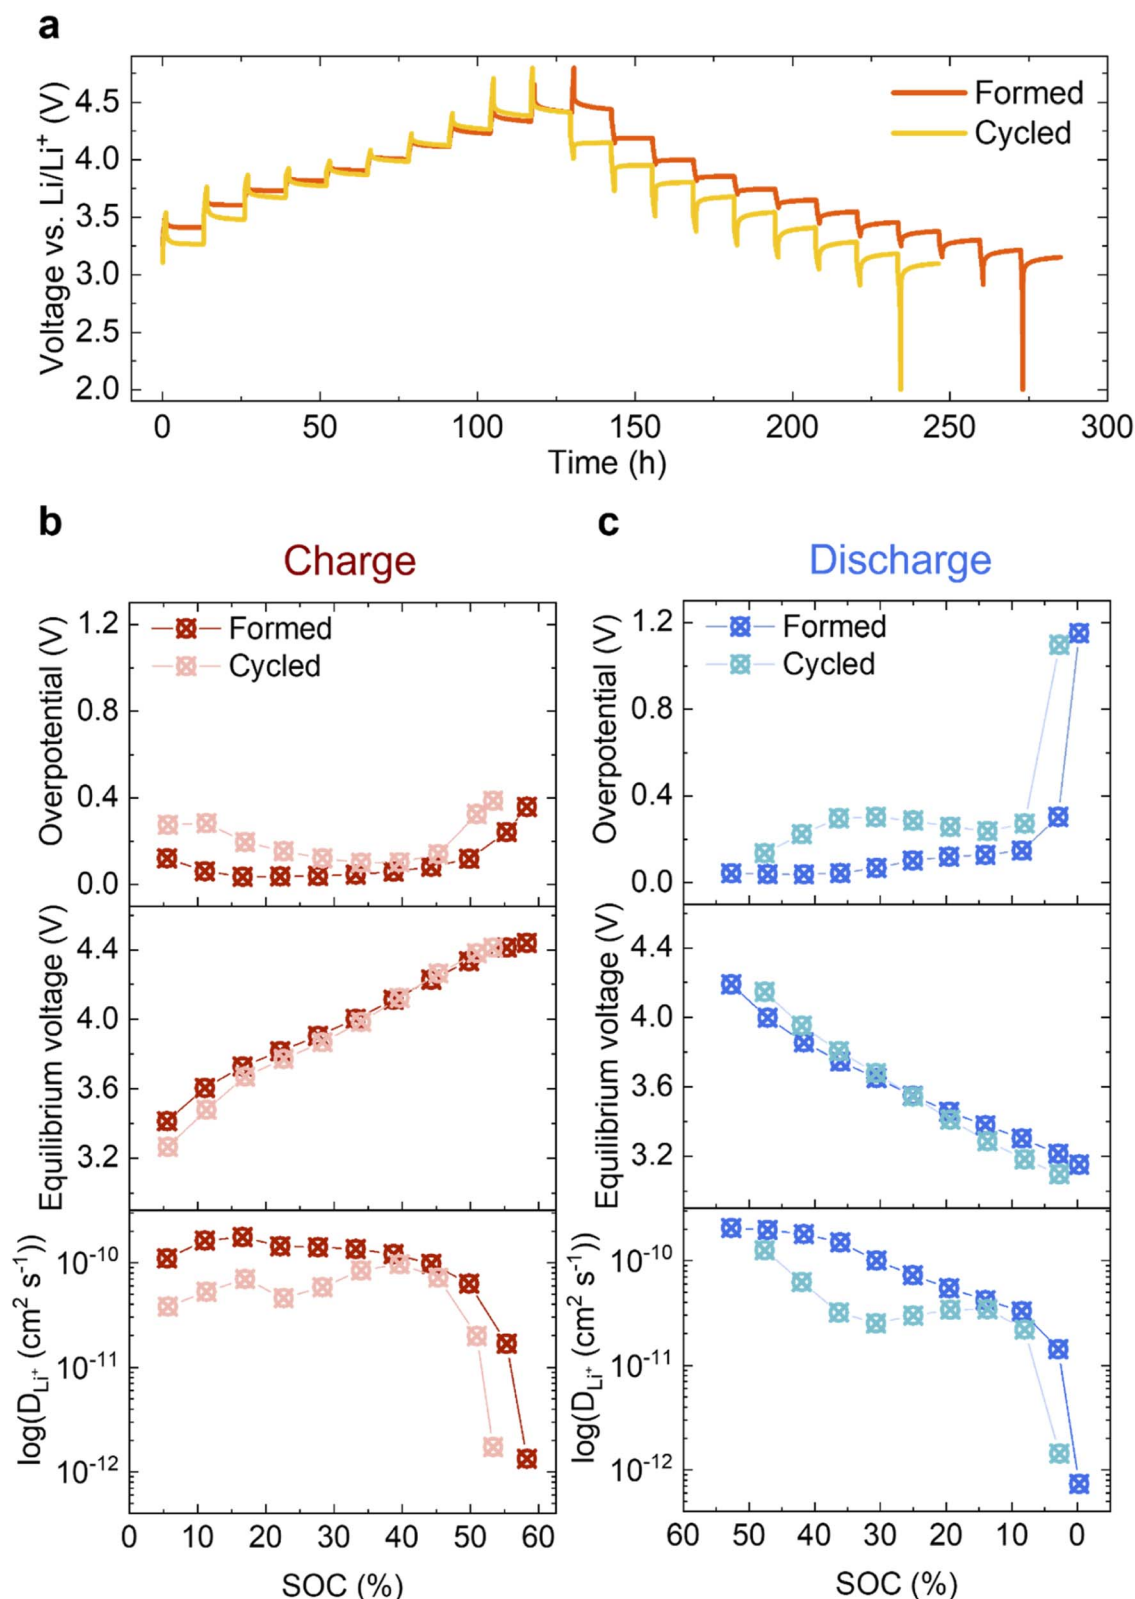 a
Voltage vs. Li/Li⁺ (V)
4.5
4.0
3.5
3.0
2.5
2.0
Formed
Cycled
0 50 100 150 200 250 300
Time (h)
b
Charge
Overpotential (V)
1.2
0.8
0.4
0.0
Formed
Cycled
Equilibrium voltage (V)
4.4
4.0
3.6
3.2
log(D_Li⁺ (cm² s⁻¹))
10⁻¹⁰
10⁻¹¹
10⁻¹²
0 10 20 30 40 50 60
SOC (%)
c
Discharge
Overpotential (V)
1.2
0.8
0.4
0.0
Formed
Cycled
Equilibrium voltage (V)
4.4
4.0
3.6
3.2
log(D_Li⁺ (cm² s⁻¹))
10⁻¹⁰
10⁻¹¹
10⁻¹²
60 50 40 30 20 10 0
SOC (%)